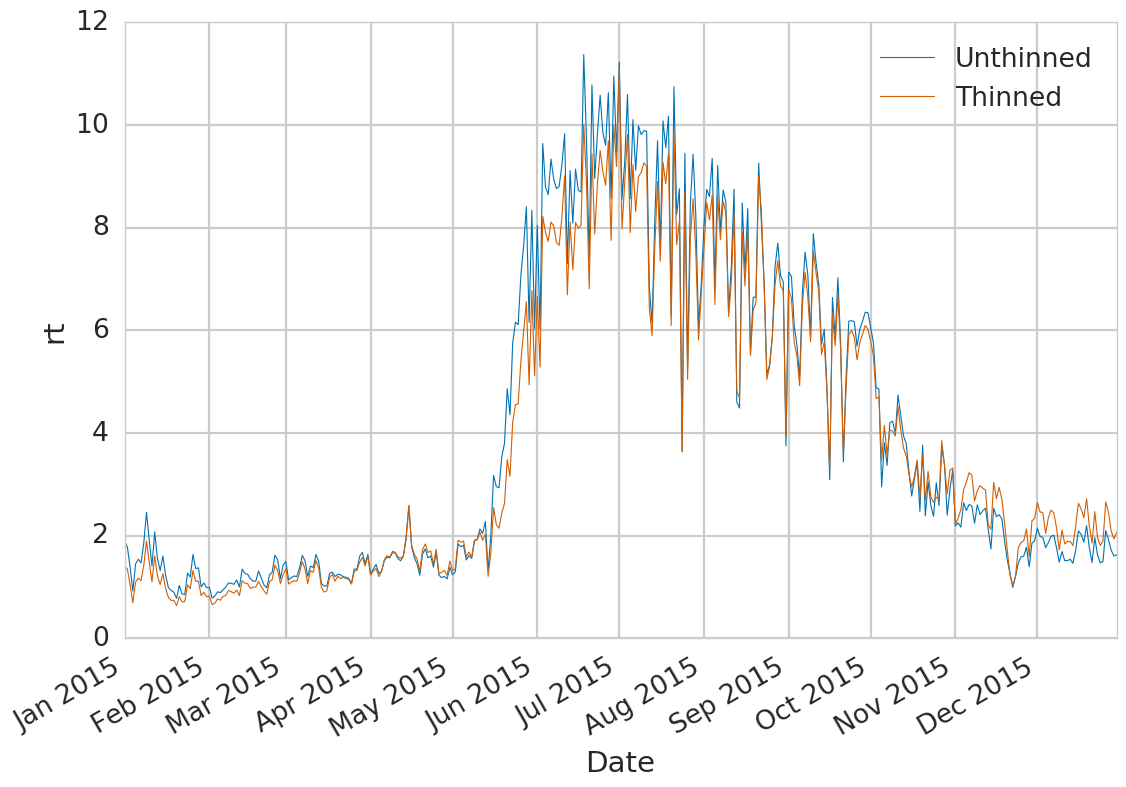 12
10
8
6
4
2
0
rt
Unthinned
Thinned
Jan 2015
Feb 2015
Mar 2015
Apr 2015
May 2015
Jun 2015
Jul 2015
Aug 2015
Sep 2015
Oct 2015
Nov 2015
Dec 2015
Date